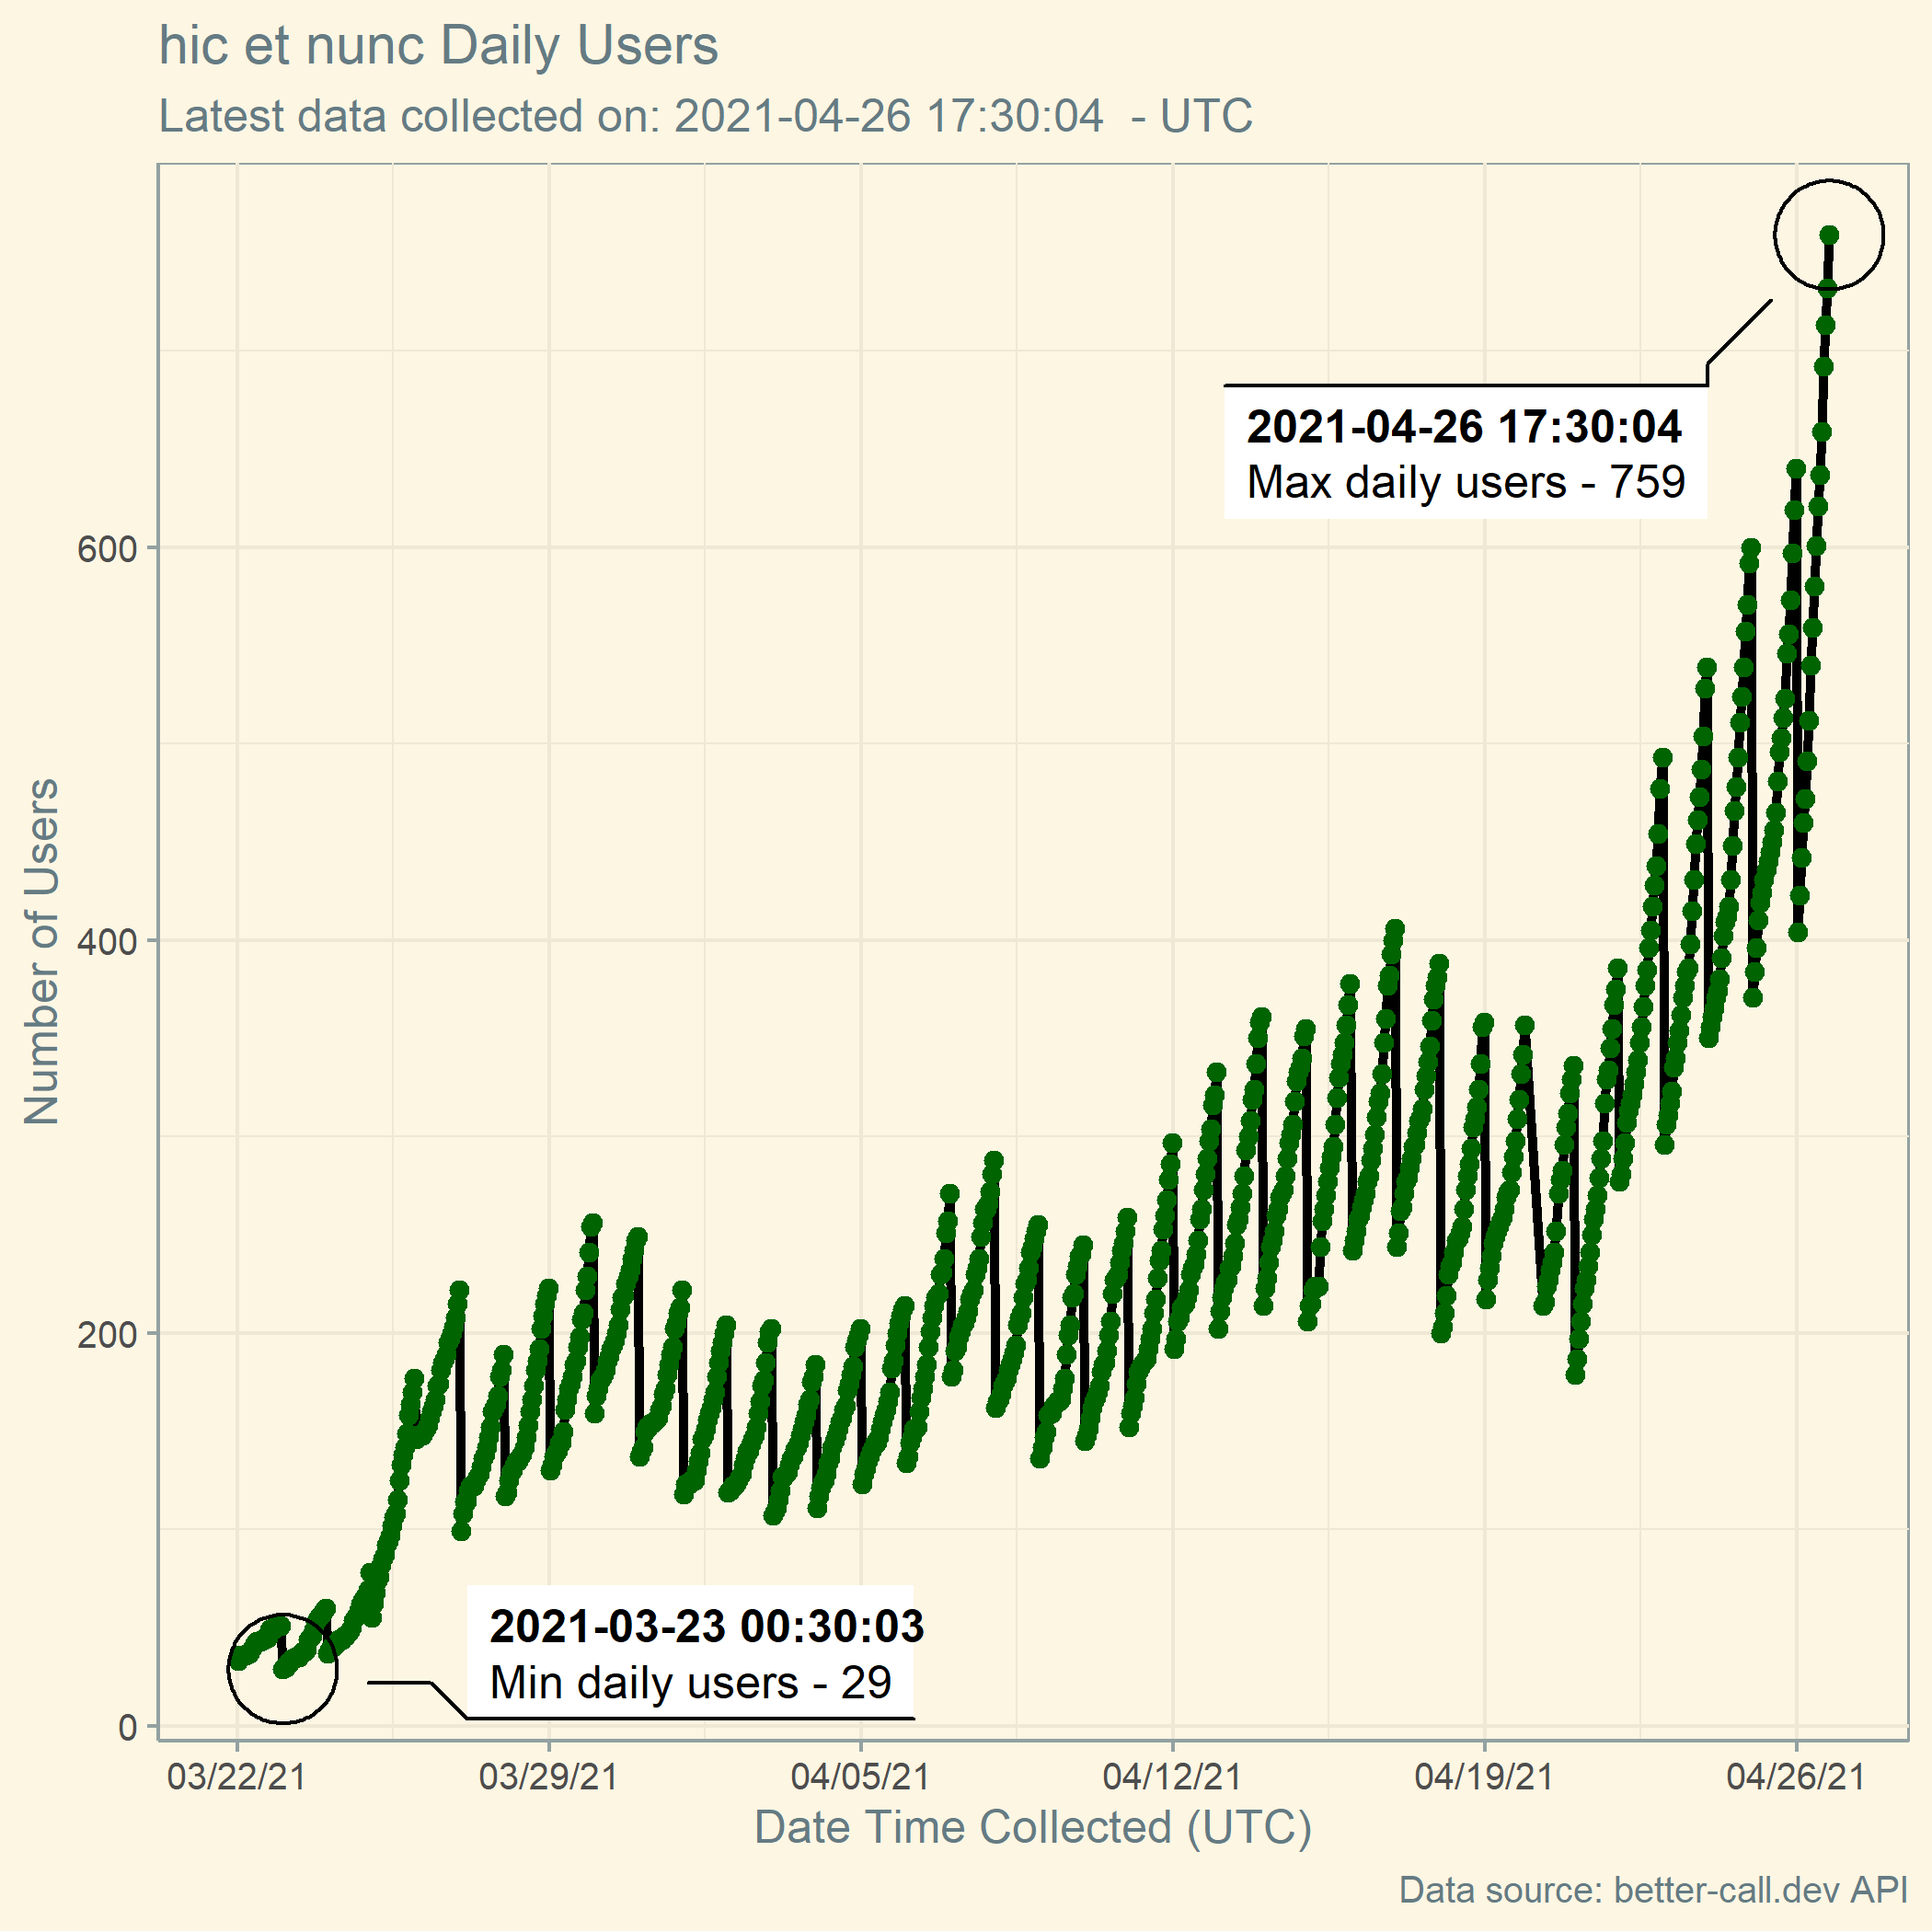 hic et nunc Daily Users
Latest data collected on: 2021-04-26 17:30:04  - UTC
2021-04-26 17:30:04
Max daily users - 759
600
400
200
0
Number of Users
2021-03-23 00:30:03
Min daily users - 29
03/22/21 03/29/21 04/05/21 04/12/21 04/19/21 04/26/21
Date Time Collected (UTC)
Data source: better-call.dev API